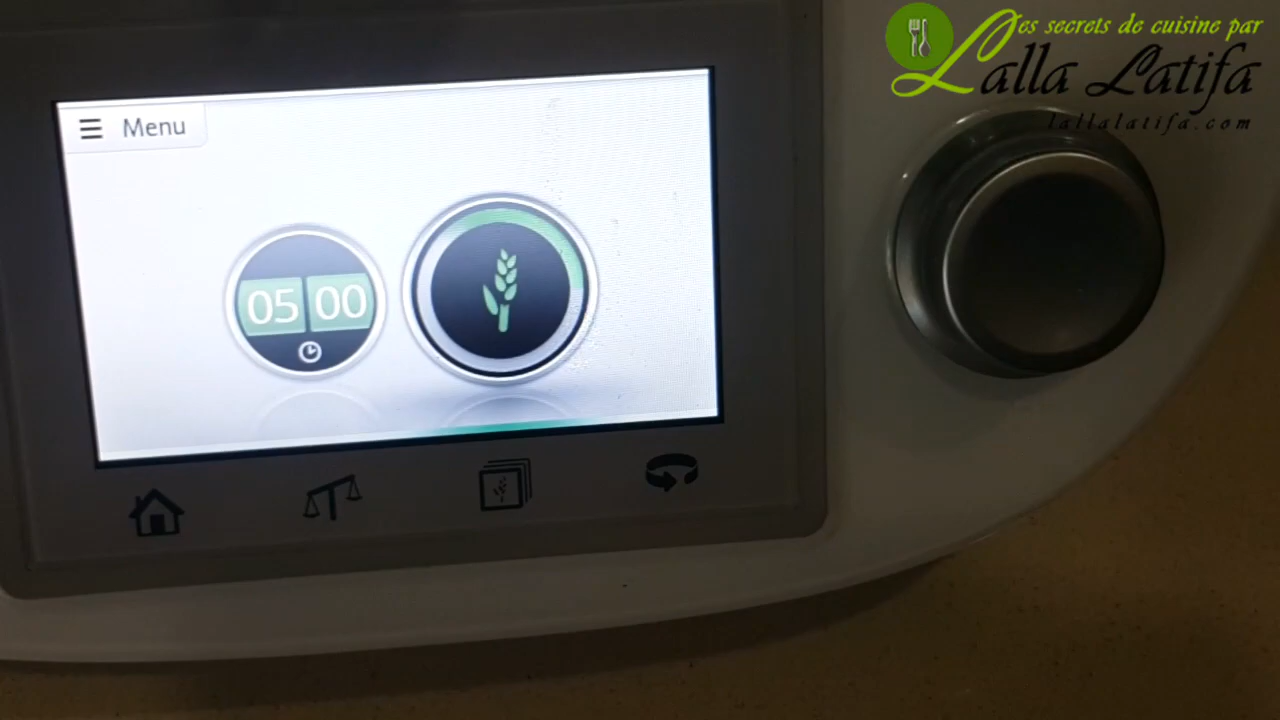 Les secrets de cuisine par
Lalla Latifa
lallalatifa.com
Menu
05 00